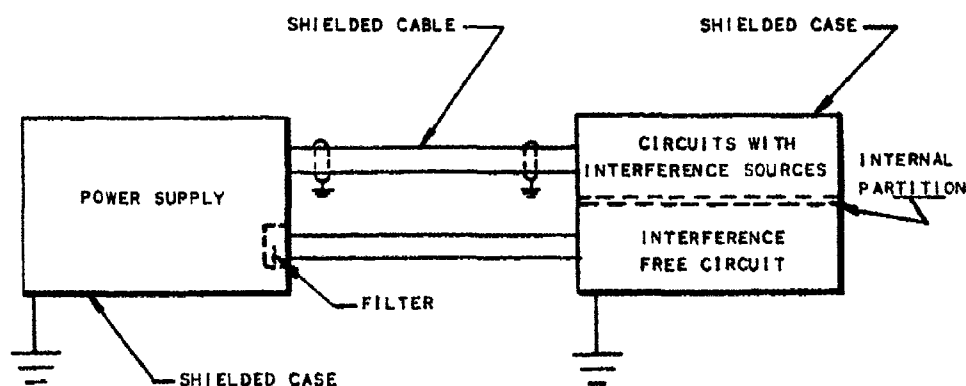 SHIELDED CABLE
SHIELDED CASE
CIRCUITS WITH
INTERFERENCE SOURCES
INTERNAL
PARTITION
POWER SUPPLY
INTERFERENCE
FREE CIRCUIT
FILTER
SHIELDED CASE